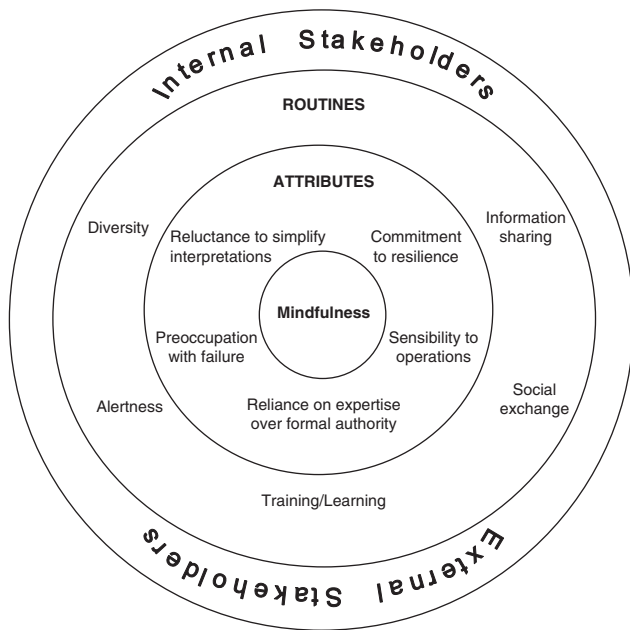 Internal Stakeholders
ROUTINES
ATTRIBUTES
Diversity
Reluctance to simplify
interpretations
Commitment
to resilience
Information
sharing
Mindfulness
Preoccupation
with failure
Sensibility to
operations
Alertness
Reliance on expertise
over formal authority
Social
exchange
Training/Learning
External Stakeholders